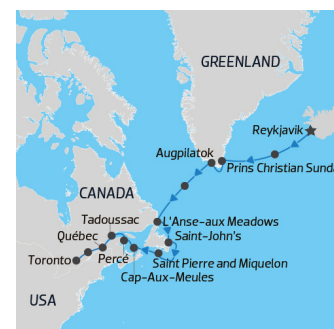 GREENLAND
Reykjavik
Augpilatok
Prins Christian Sund
CANADA
L'Anse-aux Meadows
Tadoussac
Saint-John's
Québec
Toronto
Percé
Saint Pierre and Miquelon
Cap-Aux-Meules
USA